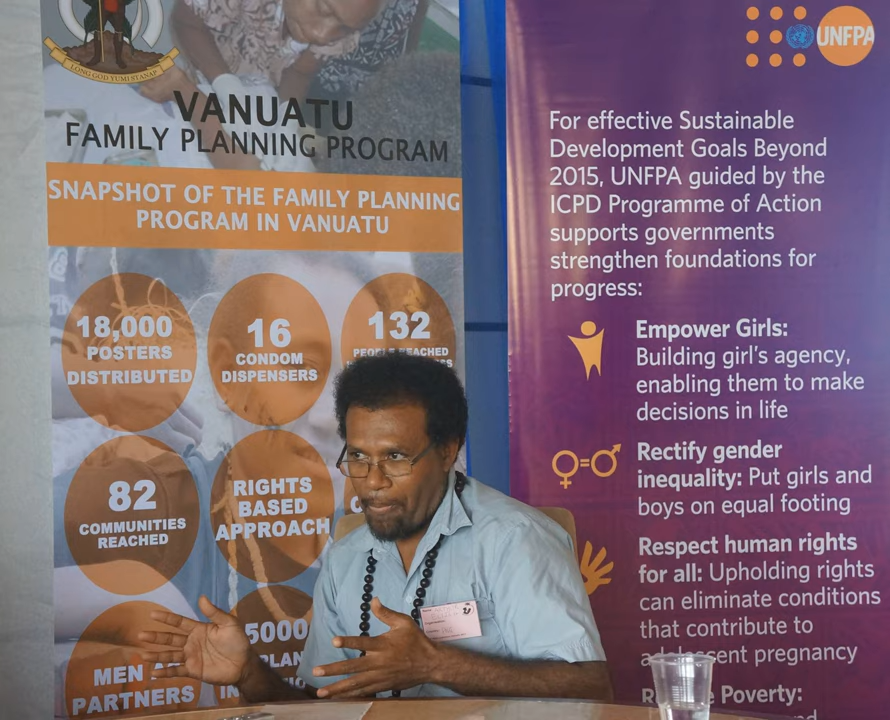 LONG GOD YUMI STANAP
VANUATU
FAMILY PLANNING PROGRAM
SNAPSHOT OF THE FAMILY PLANNING
PROGRAM IN VANUATU
18,000
POSTERS
DISTRIBUTED
16
CONDOM
DISPENSERS
132
PEOPLE REACHED
82
COMMUNITIES
REACHED
RIGHTS
BASED
APPROACH
MEN
PARTNERS
5000
UNFPA
For effective Sustainable
Development Goals Beyond
2015, UNFPA guided by the
ICPD Programme of Action
supports governments
strengthen foundations for
progress:
Empower Girls:
Building girl's agency,
enabling them to make
decisions in life
Rectify gender
inequality: Put girls and
boys on equal footing
Respect human rights
for all: Upholding rights
can eliminate conditions
that contribute to
adolescent pregnancy
Poverty: